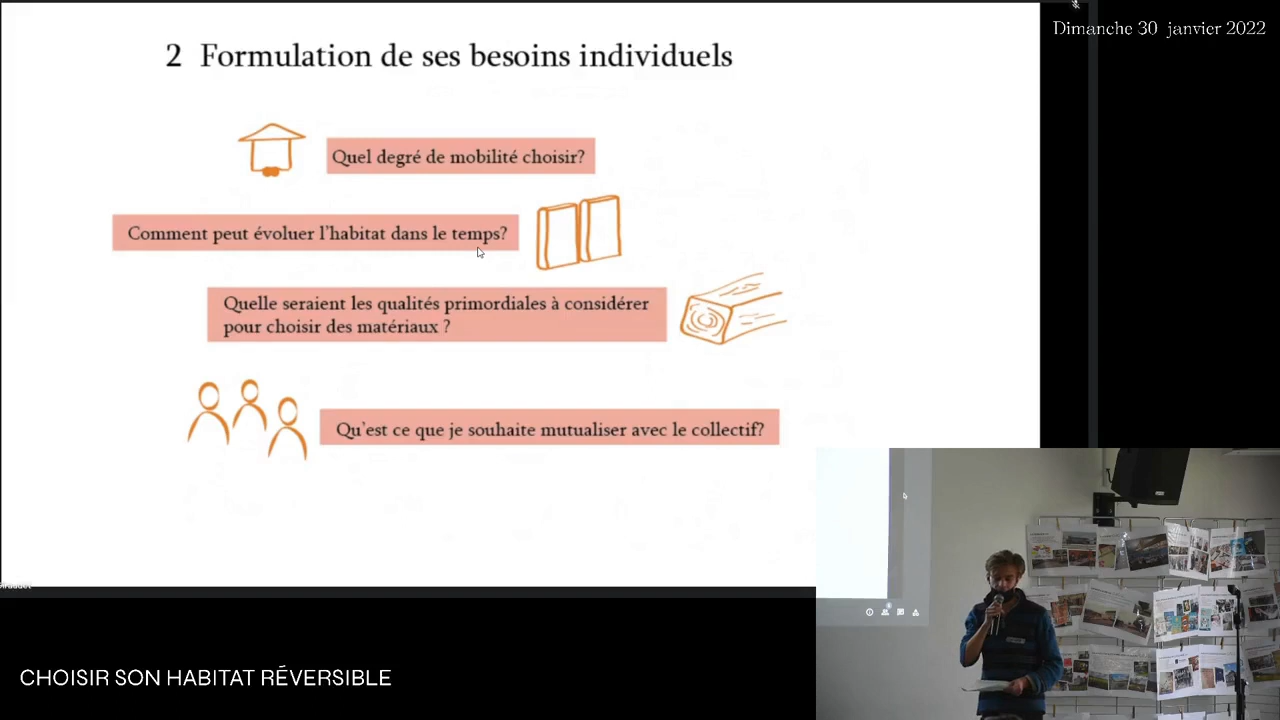 Dimanche 30 janvier 2022
2 Formulation de ses besoins individuels
Quel degré de mobilité choisir?
Comment peut évoluer l'habitat dans le temps?
Quelle seraient les qualités primordiales à considérer
pour choisir des matériaux ?
Qu'est ce que je souhaite mutualiser avec le collectif?
CHOISIR SON HABITAT RÉVERSIBLE